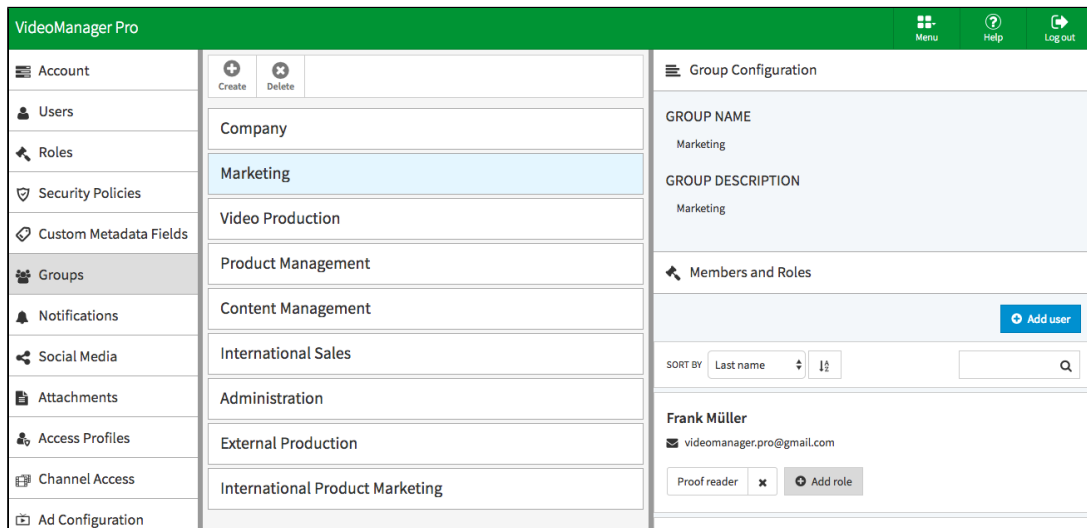 VideoManager Pro
Menu
Help
Log out
Account
Users
Roles
Security Policies
Custom Metadata Fields
Groups
Notifications
Social Media
Attachments
Access Profiles
Channel Access
Ad Configuration
Create
Delete
Company
Marketing
Video Production
Product Management
Content Management
International Sales
Administration
External Production
International Product Marketing
Group Configuration
GROUP NAME
Marketing
GROUP DESCRIPTION
Marketing
Members and Roles
Add user
SORT BY Last name
Frank Müller
videomanager.pro@gmail.com
Proof reader
Add role